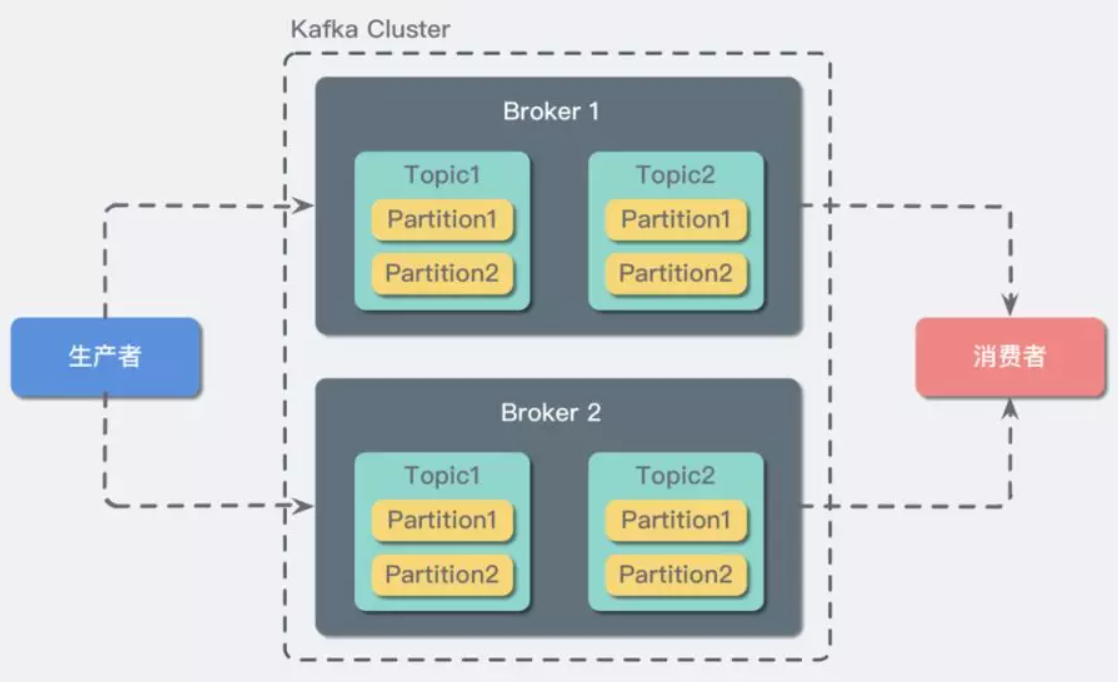 Kafka Cluster
Broker 1
Topic1
Partition1
Partition2
Topic2
Partition1
Partition2
生产者
消费者
Broker 2
Topic1
Partition1
Partition2
Topic2
Partition1
Partition2